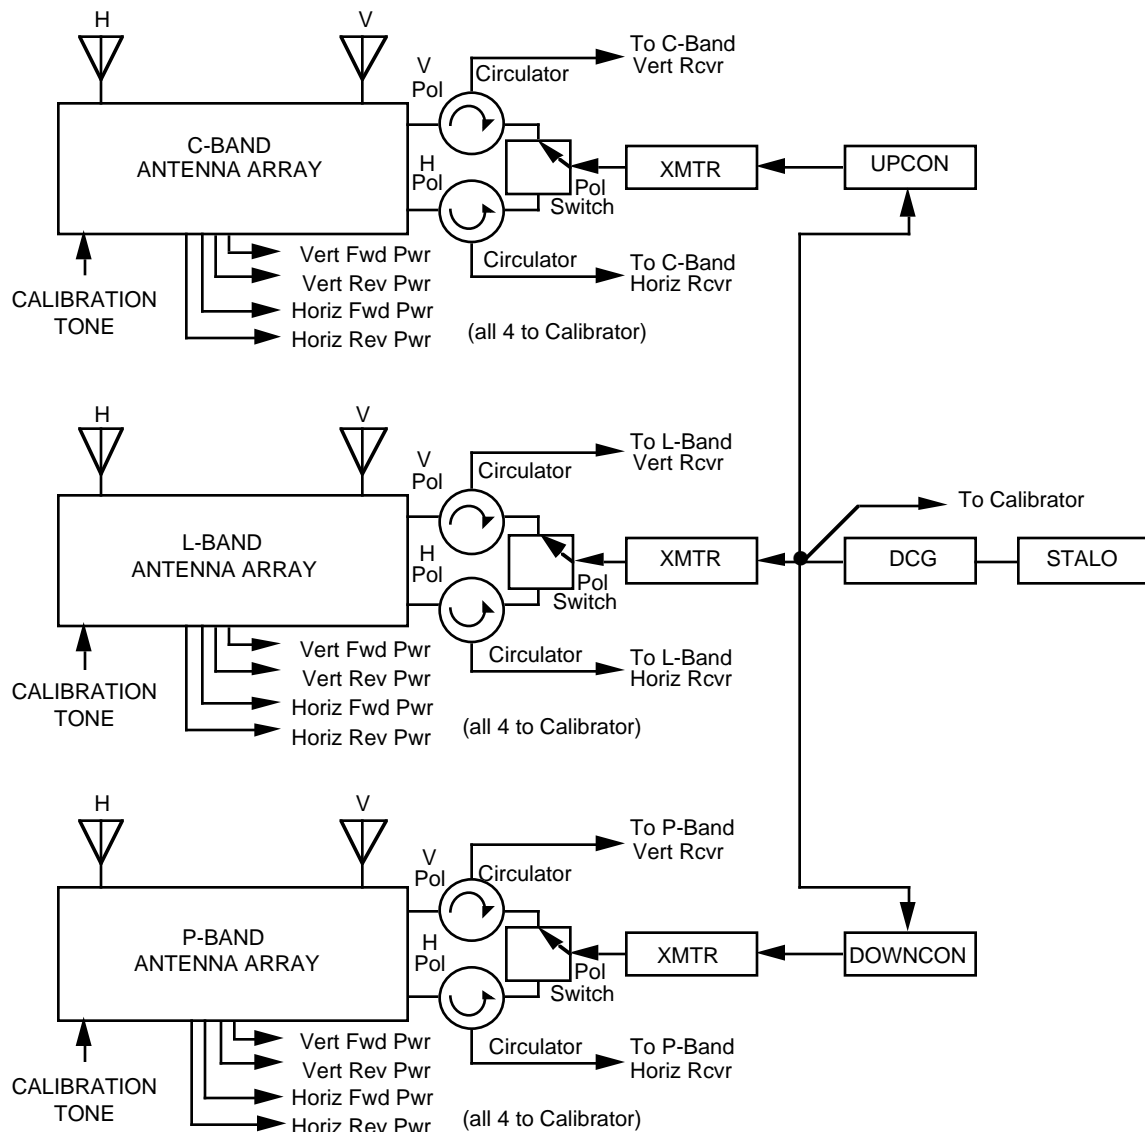 H
V
To C-Band
Vert Rcvr
V
Pol
Circulator
C-BAND
ANTENNA ARRAY
H
Pol
Pol
Switch
XMTR
UPCON
Circulator
To C-Band
Horiz Rcvr
CALIBRATION
TONE
Vert Fwd Pwr
Vert Rev Pwr
Horiz Fwd Pwr
Horiz Rev Pwr
(all 4 to Calibrator)
H
V
To L-Band
Vert Rcvr
V
Pol
Circulator
To Calibrator
L-BAND
ANTENNA ARRAY
H
Pol
Pol
Switch
XMTR
DCG
STALO
Circulator
To L-Band
Horiz Rcvr
CALIBRATION
TONE
Vert Fwd Pwr
Vert Rev Pwr
Horiz Fwd Pwr
Horiz Rev Pwr
(all 4 to Calibrator)
H
V
To P-Band
Vert Rcvr
V
Pol
Circulator
P-BAND
ANTENNA ARRAY
H
Pol
Pol
Switch
XMTR
DOWNCON
Circulator
To P-Band
Horiz Rcvr
CALIBRATION
TONE
Vert Fwd Pwr
Vert Rev Pwr
Horiz Fwd Pwr
Horiz Rev Pwr
(all 4 to Calibrator)